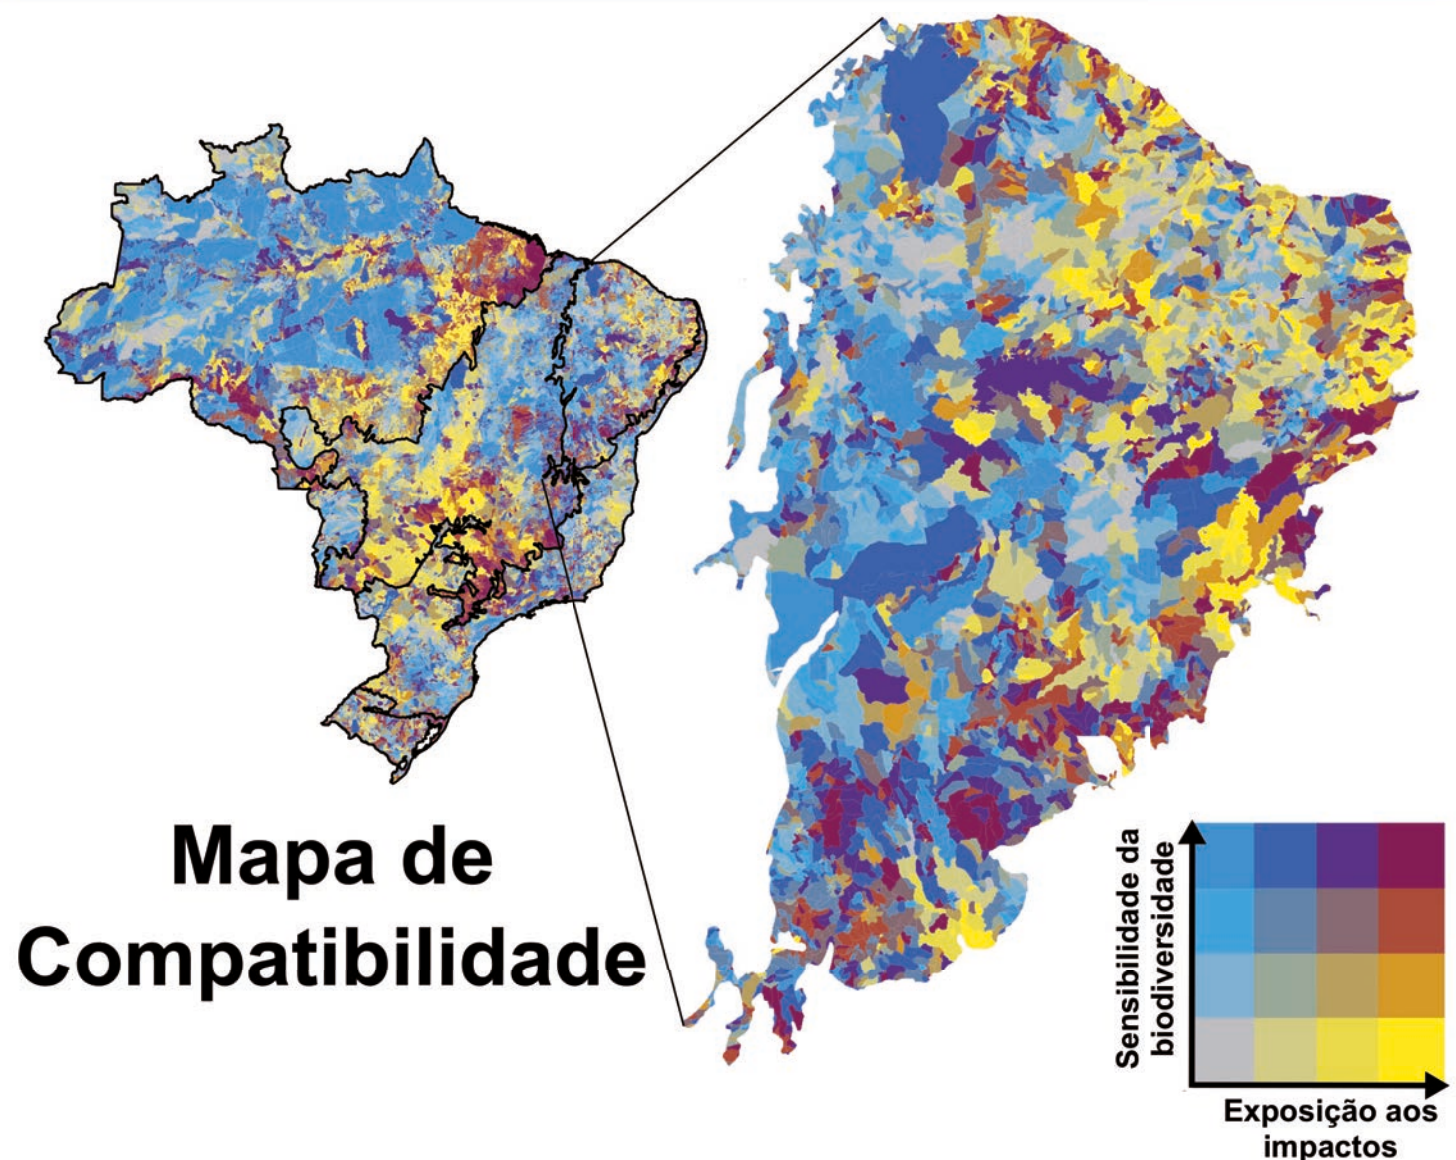 Mapa de
Compatibilidade
Sensibilidade da
biodiversidade
Exposição aos
impactos